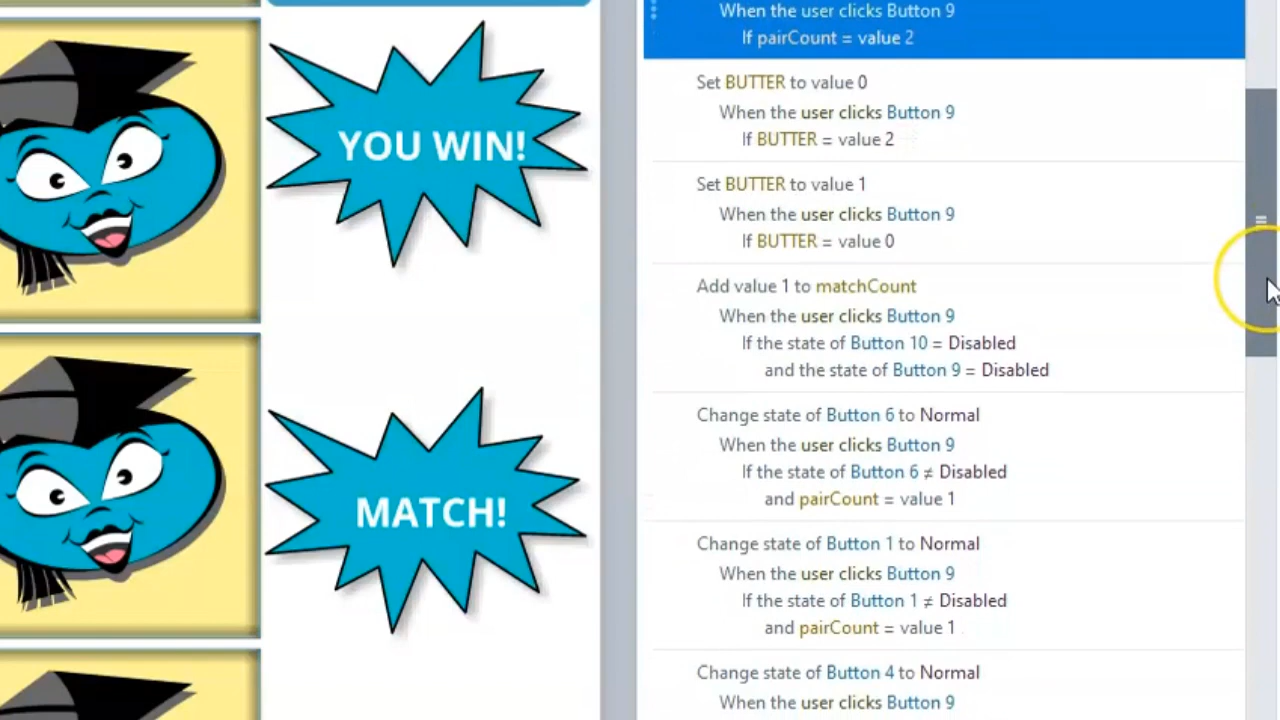 YOU WIN!
MATCH!
When the user clicks Button 9
If pairCount = value 2
Set BUTTER to value 0
When the user clicks Button 9
If BUTTER = value 2
Set BUTTER to value 1
When the user clicks Button 9
If BUTTER = value 0
Add value 1 to matchCount
When the user clicks Button 9
If the state of Button 10 = Disabled
and the state of Button 9 = Disabled
Change state of Button 6 to Normal
When the user clicks Button 9
If the state of Button 6 ≠ Disabled
and pairCount = value 1
Change state of Button 1 to Normal
When the user clicks Button 9
If the state of Button 1 ≠ Disabled
and pairCount = value 1
Change state of Button 4 to Normal
When the user clicks Button 9